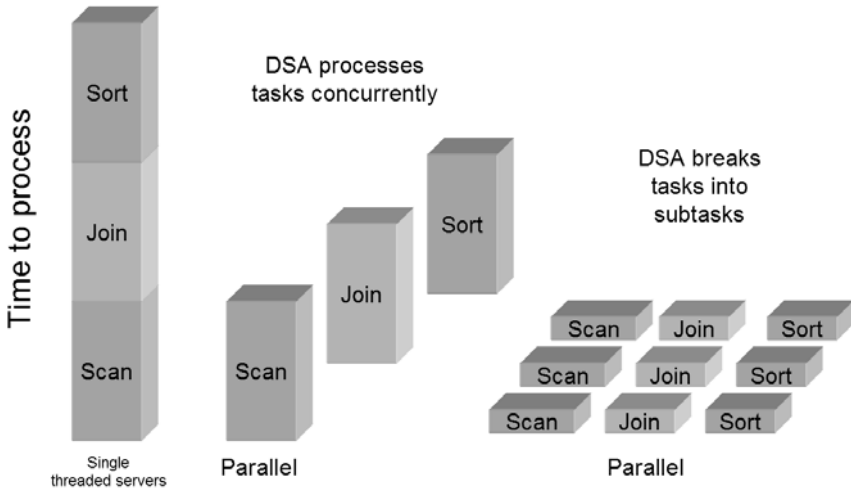 Time to process
Sort
Join
Scan
Single
threaded servers
DSA processes
tasks concurrently
Scan
Join
Sort
Parallel
DSA breaks
tasks into
subtasks
Scan Join Sort
Scan Join Sort
Scan Join Sort
Parallel